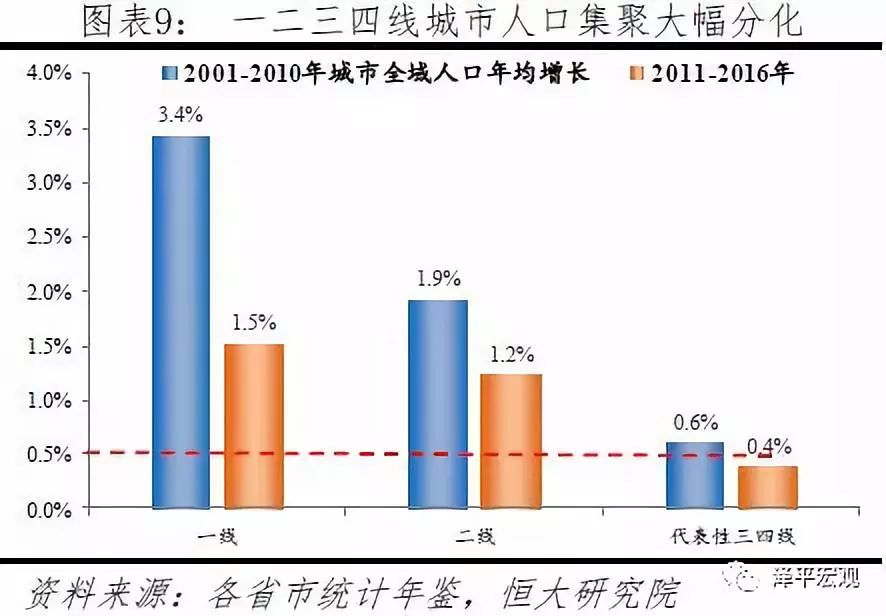 图表9： 一二三四线城市人口集聚大幅分化
2001-2010年城市全域人口年均增长
2011-2016年
4.0%
3.5%
3.0%
2.5%
2.0%
1.5%
1.0%
0.5%
0.0%
3.4%
1.5%
1.9%
1.2%
0.6%
0.4%
一线
二线
代表性三四线
泽平宏观
资料来源：各省市统计年鉴，恒大研究院